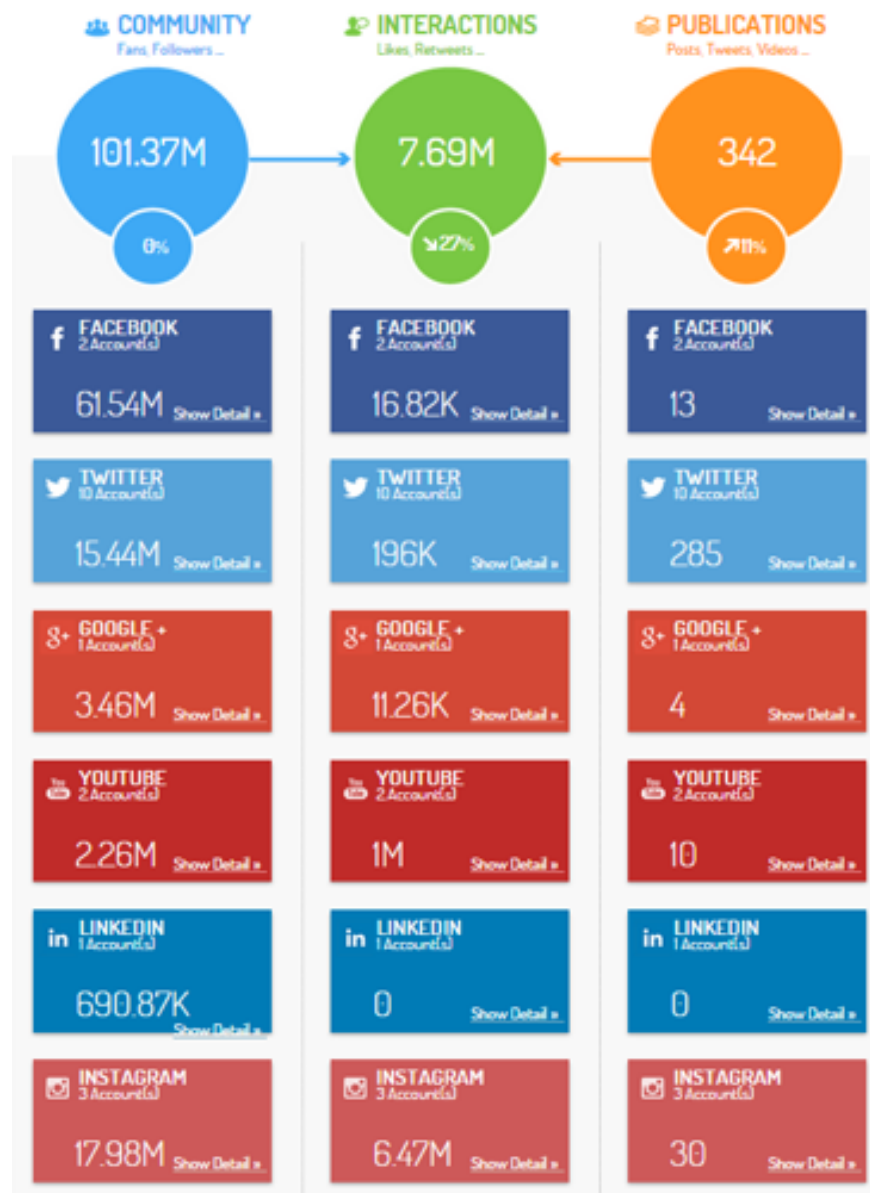 COMMUNITY
Fans, Followers ...
INTERACTIONS
Likes, Retweets ...
PUBLICATIONS
Posts, Tweets, Videos ...
101.37M
7.69M
342
0%
27%
11%
FACEBOOK
2 Account(s)
61.54M Show Detail »
FACEBOOK
2 Account(s)
16.82K Show Detail »
FACEBOOK
2 Account(s)
13 Show Detail »
TWITTER
10 Account(s)
15.44M Show Detail »
TWITTER
10 Account(s)
196K Show Detail »
TWITTER
10 Account(s)
285 Show Detail »
GOOGLE +
1 Account(s)
3.46M Show Detail »
GOOGLE +
1 Account(s)
11.26K Show Detail »
GOOGLE +
1 Account(s)
4 Show Detail »
YOUTUBE
2 Account(s)
2.26M Show Detail »
YOUTUBE
2 Account(s)
1M Show Detail »
YOUTUBE
2 Account(s)
10 Show Detail »
LINKEDIN
1 Account(s)
690.87K
Show Detail »
LINKEDIN
1 Account(s)
0 Show Detail »
LINKEDIN
1 Account(s)
0 Show Detail »
INSTAGRAM
3 Account(s)
17.98M Show Detail »
INSTAGRAM
3 Account(s)
6.47M Show Detail »
INSTAGRAM
3 Account(s)
30 Show Detail »